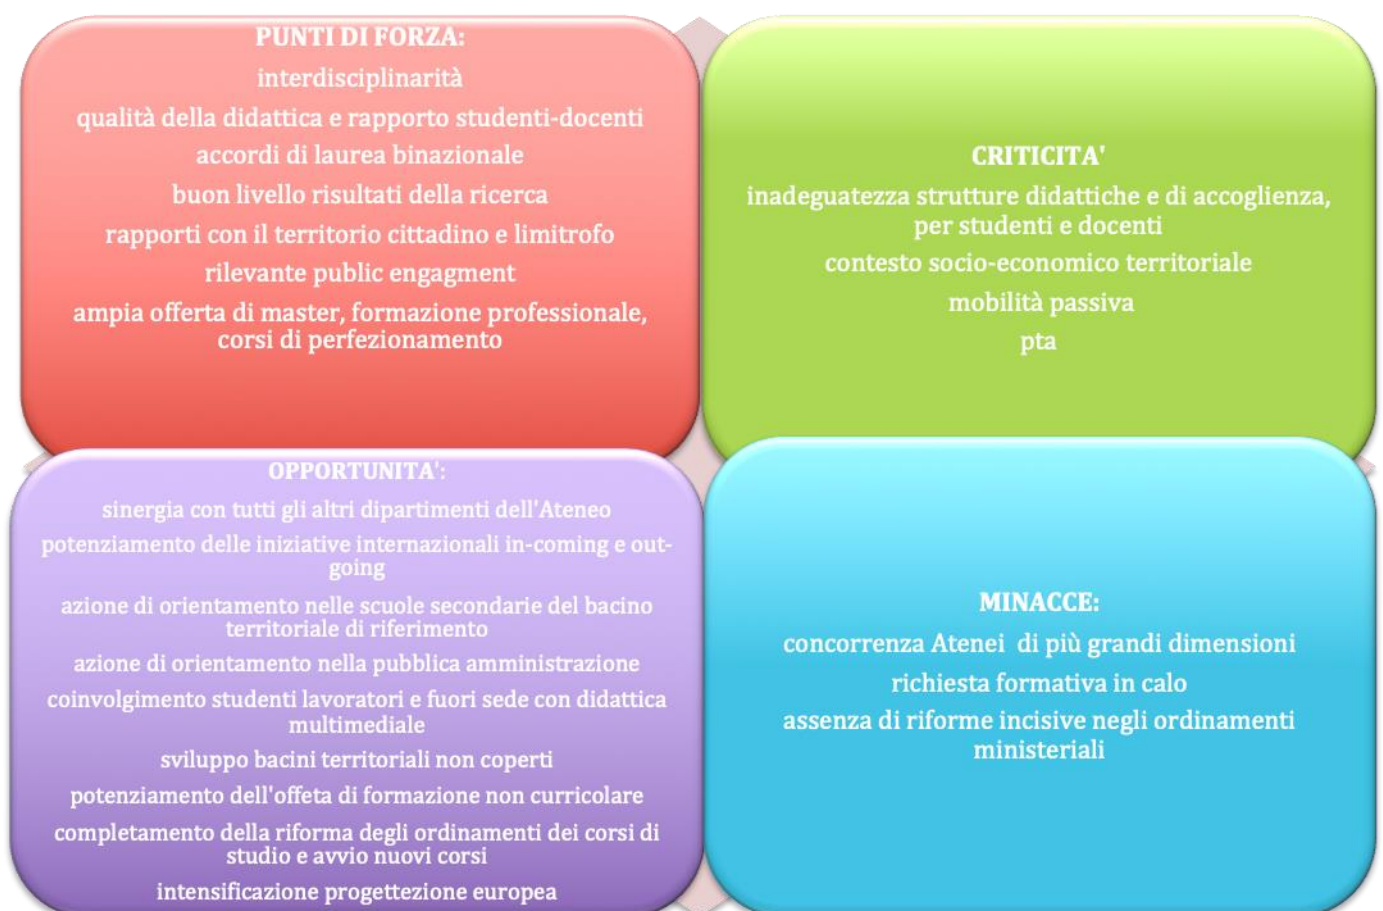 PUNTI DI FORZA:
interdisciplinarità
qualità della didattica e rapporto studenti-docenti
accordi di laurea binazionale
buon livello risultati della ricerca
rapporti con il territorio cittadino e limitrofo
rilevante public engagment
ampia offerta di master, formazione professionale,
corsi di perfezionamento
CRITICITA'
inadeguatezza strutture didattiche e di accoglienza,
per studenti e docenti
contesto socio-economico territoriale
mobilità passiva
pta
OPPORTUNITA':
sinergia con tutti gli altri dipartimenti dell'Ateneo
potenziamento delle iniziative internazionali in-coming e out-
going
azione di orientamento nelle scuole secondarie del bacino
territoriale di riferimento
azione di orientamento nella pubblica amministrazione
coinvolgimento studenti lavoratori e fuori sede con didattica
multimediale
sviluppo bacini territoriali non coperti
potenziamento dell'offeta di formazione non curricolare
completamento della riforma degli ordinamenti dei corsi di
studio e avvio nuovi corsi
intensificazione progettezione europea
MINACCE:
concorrenza Atenei di più grandi dimensioni
richiesta formativa in calo
assenza di riforme incisive negli ordinamenti
ministeriali